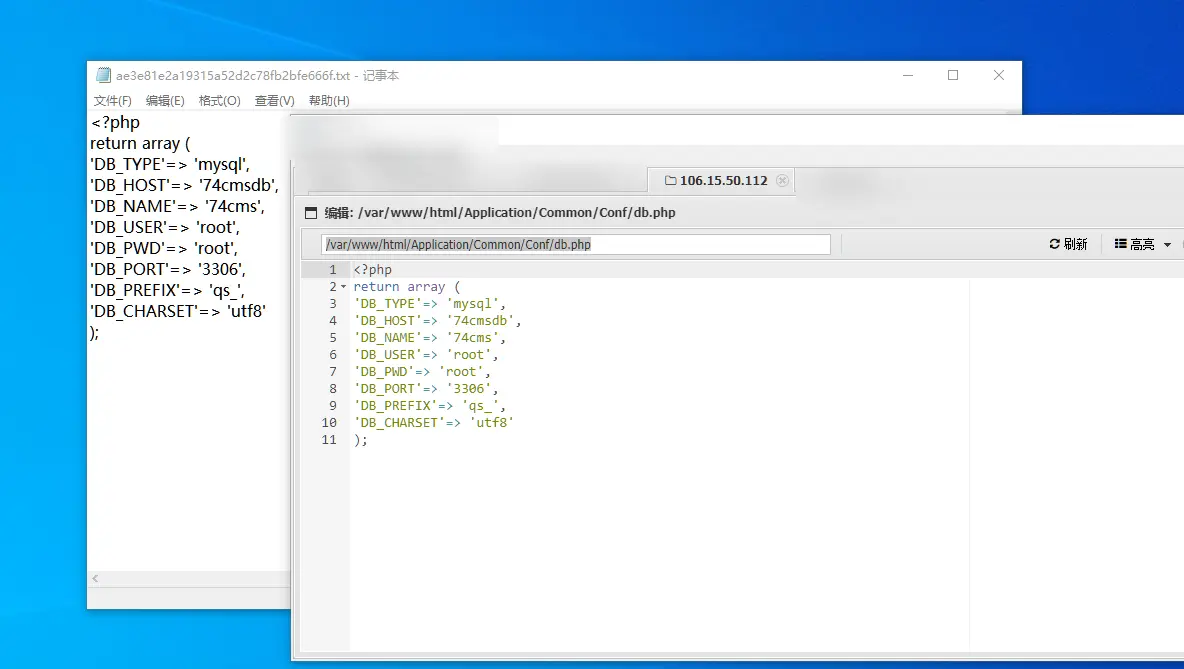 ae3e81e2a19315a52d2c78fb2bfe666f.txt - 记事本
文件(F) 编辑(E) 格式(O) 查看(V) 帮助(H)
<?php
return array (
'DB_TYPE'=> 'mysql',
'DB_HOST'=> '74cmsdb',
'DB_NAME'=> '74cms',
'DB_USER'=> 'root',
'DB_PWD'=> 'root',
'DB_PORT'=> '3306',
'DB_PREFIX'=> 'qs_',
'DB_CHARSET'=> 'utf8'
);
106.15.50.112
编辑: /var/www/html/Application/Common/Conf/db.php
/var/www/html/Application/Common/Conf/db.php 刷新 高亮
1 <?php
2 return array (
3 'DB_TYPE'=> 'mysql',
4 'DB_HOST'=> '74cmsdb',
5 'DB_NAME'=> '74cms',
6 'DB_USER'=> 'root',
7 'DB_PWD'=> 'root',
8 'DB_PORT'=> '3306',
9 'DB_PREFIX'=> 'qs_',
10 'DB_CHARSET'=> 'utf8'
11 );